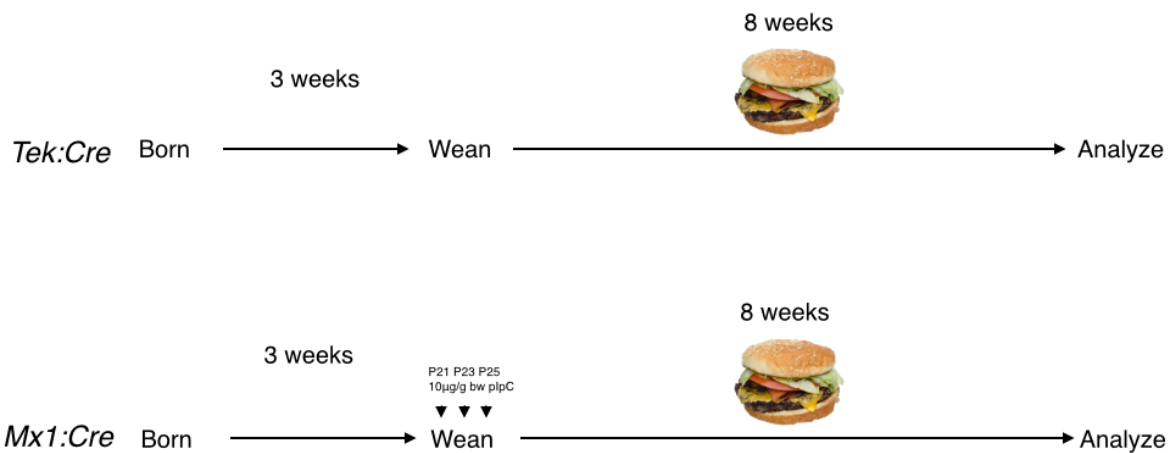 8 weeks
3 weeks
Tek:Cre Born Wean Analyze
8 weeks
3 weeks
P21 P23 P25
10µg/g bw pIpC
Mx1:Cre Born Wean Analyze